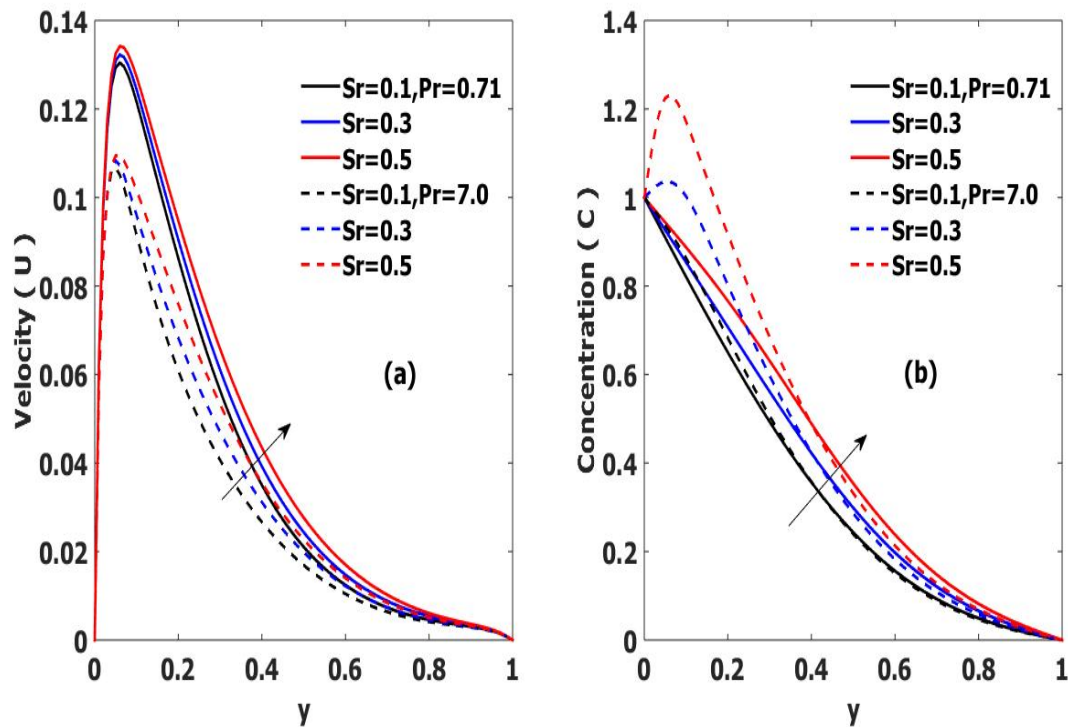 0.14
0.12
0.1
0.08
0.06
0.04
0.02
0
Velocity ( U )
Sr=0.1,Pr=0.71
Sr=0.3
Sr=0.5
Sr=0.1,Pr=7.0
Sr=0.3
Sr=0.5
(a)
0 0.2 0.4 0.6 0.8 1
y
1.4
1.2
1
0.8
0.6
0.4
0.2
0
Concentration ( C )
Sr=0.1,Pr=0.71
Sr=0.3
Sr=0.5
Sr=0.1,Pr=7.0
Sr=0.3
Sr=0.5
(b)
0 0.2 0.4 0.6 0.8 1
y